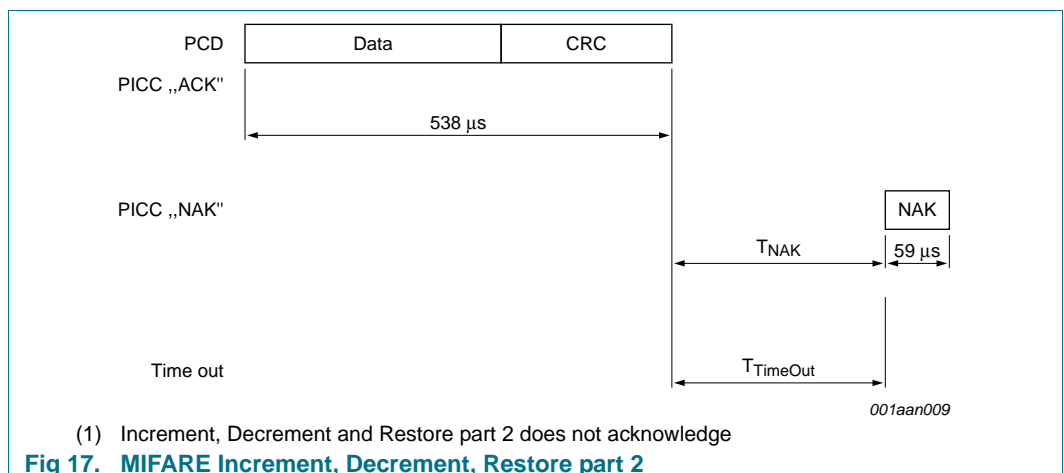 PCD Data CRC
PICC ,,ACK"
538 μs
PICC ,,NAK" NAK
TNAK 59 μs
Time out TTimeOut
001aan009
(1) Increment, Decrement and Restore part 2 does not acknowledge
Fig 17. MIFARE Increment, Decrement, Restore part 2